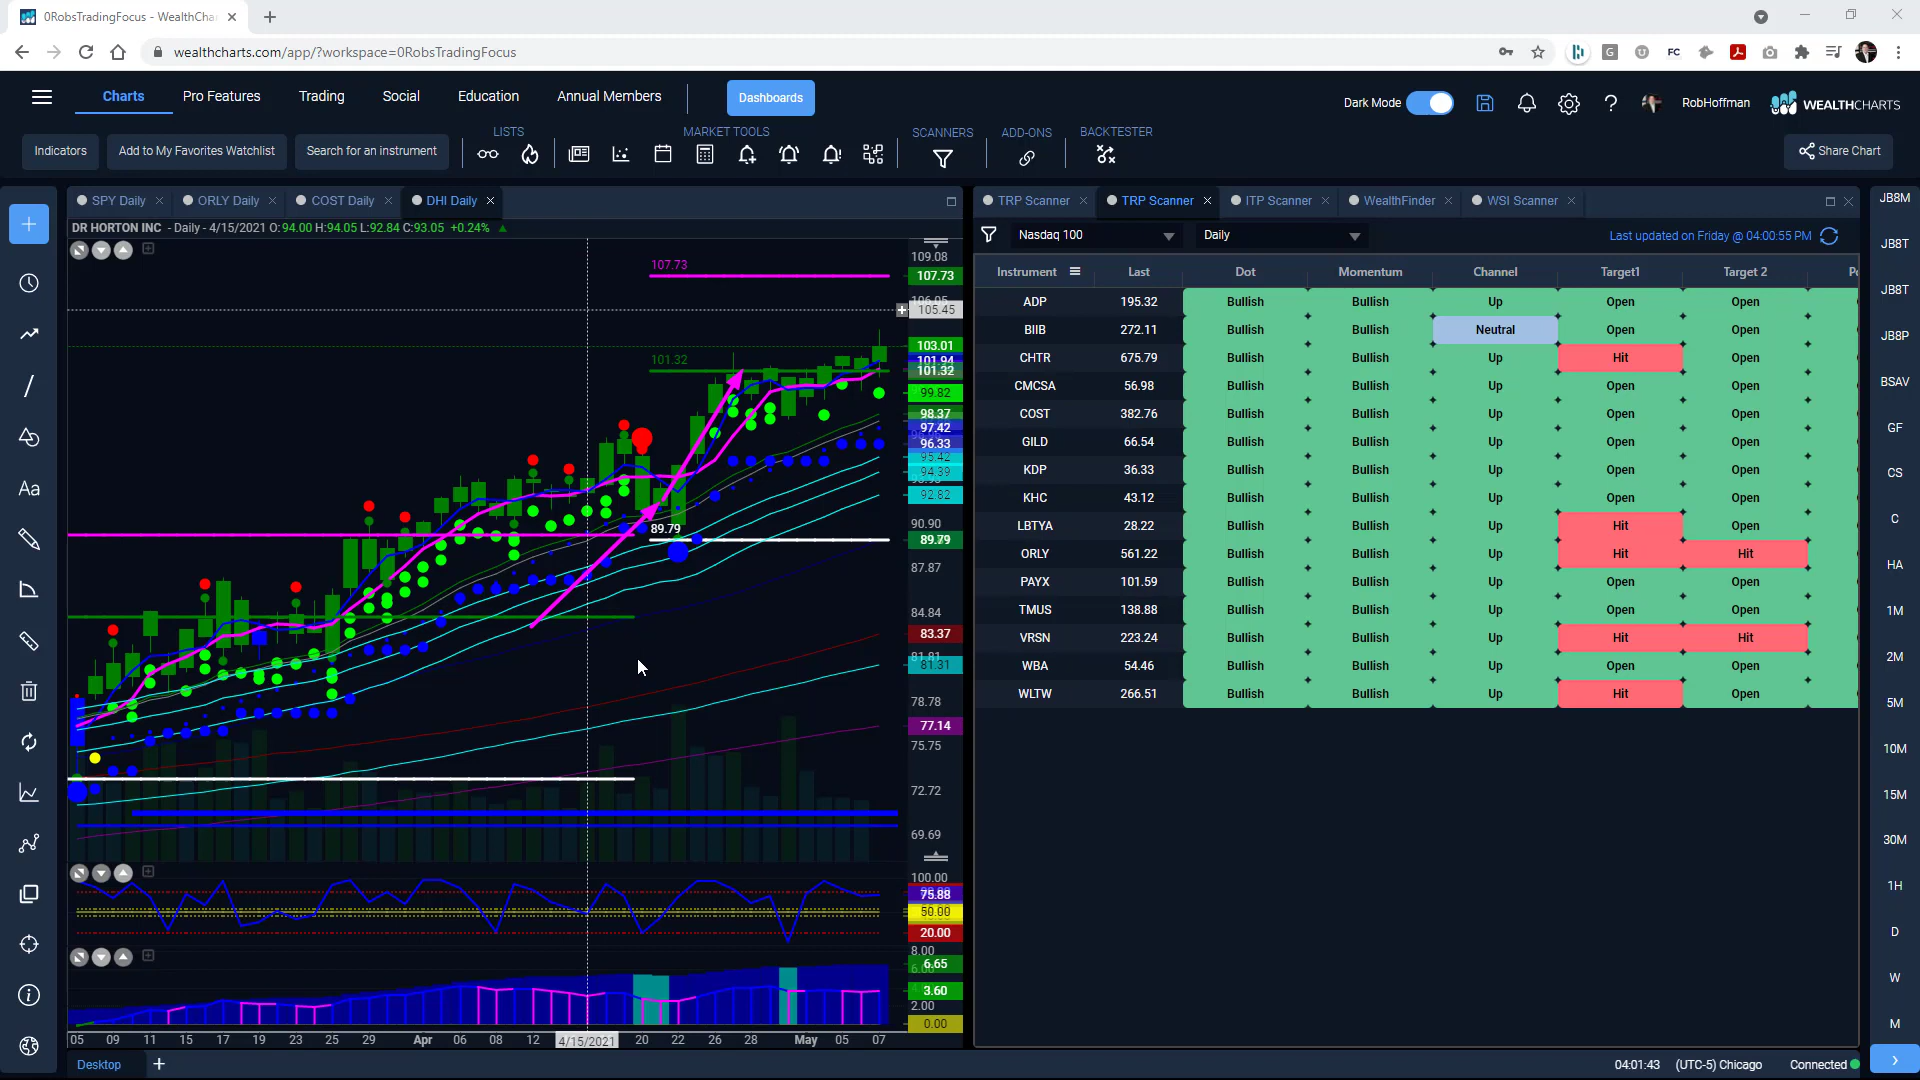 0RobsTradingFocus - WealthCha
wealthcharts.com/app/?workspace=0RobsTradingFocus
FC
Charts
Pro Features
Trading
Social
Education
Annual Members
Dashboards
Dark Mode
RobHoffman
WEALTHCHARTS
LISTS
MARKET TOOLS
SCANNERS
ADD-ONS
BACKTESTER
Indicators
Add to My Favorites Watchlist
Search for an instrument
Share Chart
SPY Daily
ORLY Daily
COST Daily
DHI Daily
DR HORTON INC - Daily - 4/15/2021 O:94.00 H:94.05 L:92.84 C:93.05 +0.24%
107.73
101.32
89.79
109.08
107.73
105.45
103.01
101.94
101.32
99.82
98.37
97.42
96.33
95.42
94.39
92.82
90.90
89.79
87.87
84.84
83.37
81.81
81.31
78.78
77.14
75.75
72.72
69.69
100.00
75.88
50.00
20.00
8.00
6.65
3.60
2.00
0.00
05 09 11 15 17 19 23 25 29 Apr 06 08 12 4/15/2021 20 22 26 28 May 05 07
TRP Scanner
TRP Scanner
ITP Scanner
WealthFinder
WSI Scanner
Nasdaq 100
Daily
Last updated on Friday @ 04:00:55 PM
Instrument Last Dot Momentum Channel Target1 Target 2
ADP 195.32 Bullish Bullish Up Open Open
BIIB 272.11 Bullish Bullish Neutral Open Open
CHTR 675.79 Bullish Bullish Up Hit Open
CMCSA 56.98 Bullish Bullish Up Open Open
COST 382.76 Bullish Bullish Up Open Open
GILD 66.54 Bullish Bullish Up Open Open
KDP 36.33 Bullish Bullish Up Open Open
KHC 43.12 Bullish Bullish Up Open Open
LBTYA 28.22 Bullish Bullish Up Hit Open
ORLY 561.22 Bullish Bullish Up Hit Hit
PAYX 101.59 Bullish Bullish Up Open Open
TMUS 138.88 Bullish Bullish Up Open Open
VRSN 223.24 Bullish Bullish Up Hit Hit
WBA 54.46 Bullish Bullish Up Open Open
WLTW 266.51 Bullish Bullish Up Hit Open
JB8M
JB8T
JB8T
JB8P
BSAV
GF
CS
C
HA
1M
2M
5M
10M
15M
30M
1H
D
W
M
Aa
Desktop
04:01:43
(UTC-5) Chicago
Connected